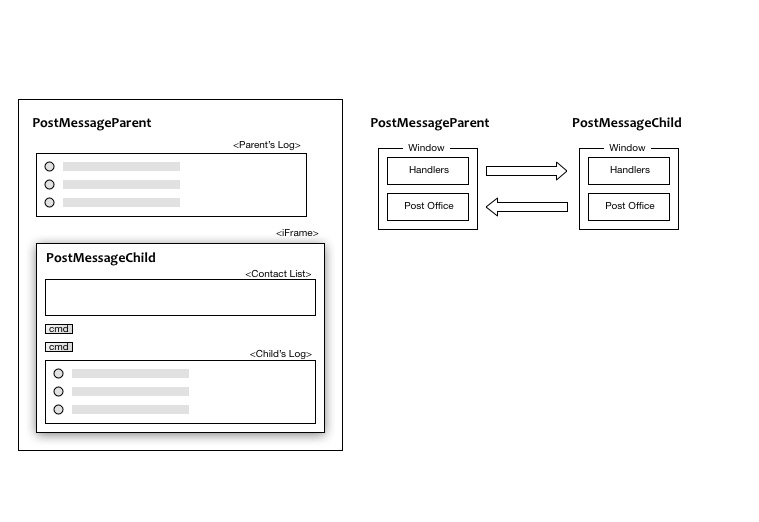 PostMessageParent
<Parent's Log>
<iFrame>
PostMessageChild
<Contact List>
cmd
cmd
<Child's Log>
PostMessageParent
Window
Handlers
Post Office
PostMessageChild
Window
Handlers
Post Office